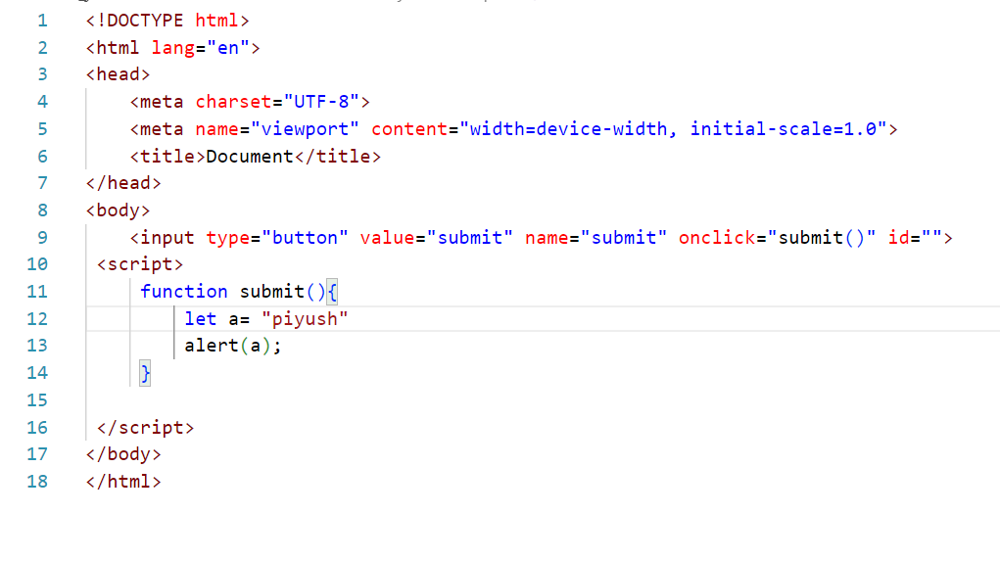 1 <!DOCTYPE html>
2 <html lang="en">
3 <head>
4 <meta charset="UTF-8">
5 <meta name="viewport" content="width=device-width, initial-scale=1.0">
6 <title>Document</title>
7 </head>
8 <body>
9 <input type="button" value="submit" name="submit" onclick="submit()" id="">
10 <script>
11 function submit(){
12 let a= "piyush"
13 alert(a);
14 }
15
16 </script>
17 </body>
18 </html>